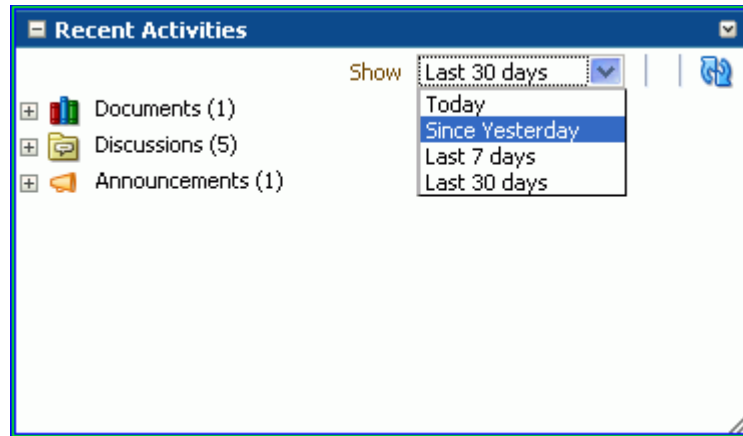 Recent Activities
Show Last 30 days
Today
Since Yesterday
Last 7 days
Last 30 days
Documents (1)
Discussions (5)
Announcements (1)